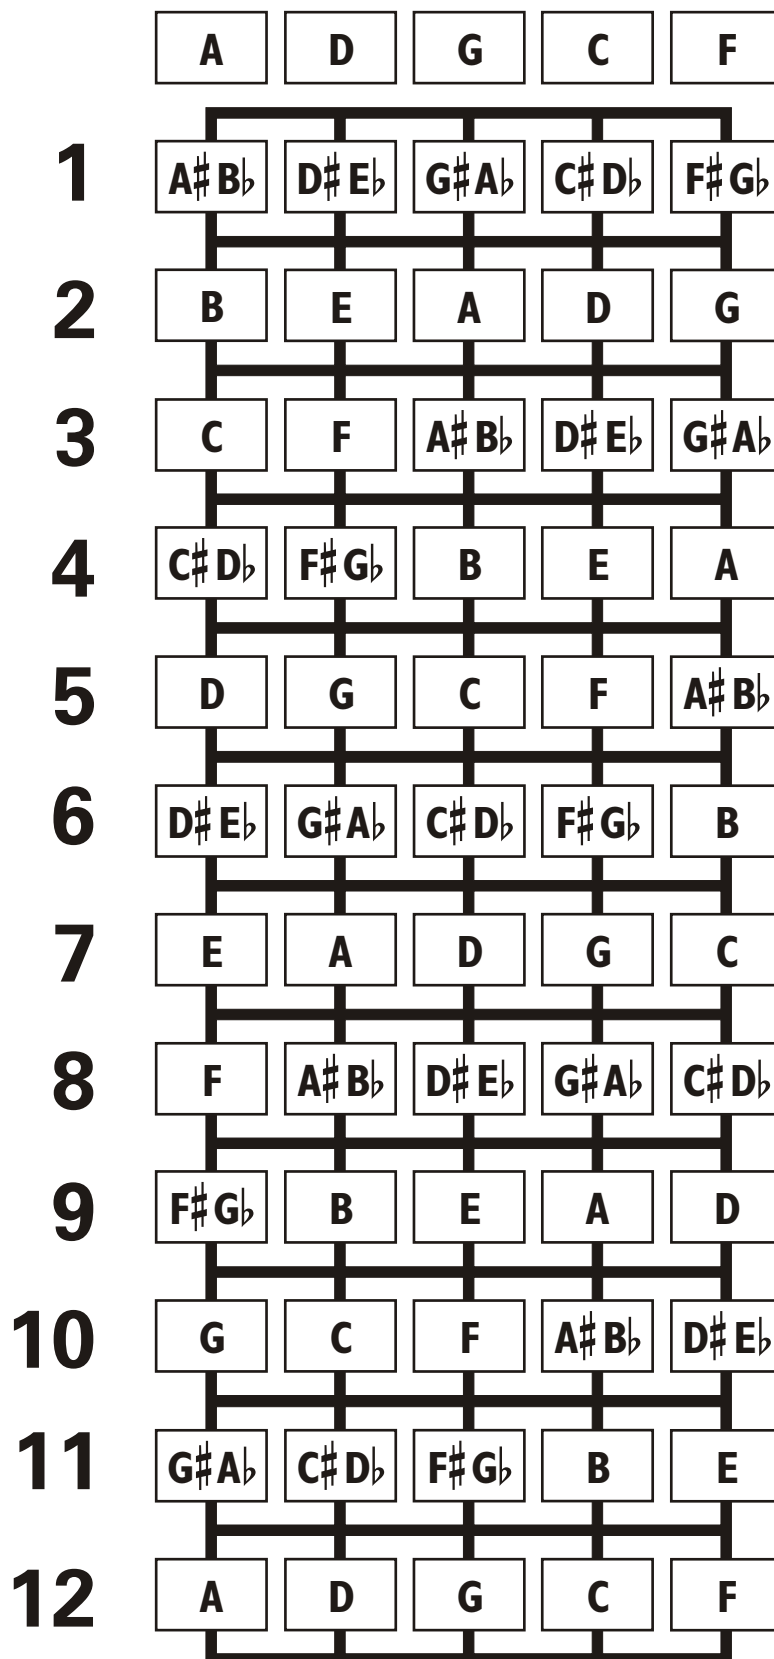 A D G C F
1 A♯B♭ D♯E♭ G♯A♭ C♯D♭ F♯G♭
2 B E A D G
3 C F A♯B♭ D♯E♭ G♯A♭
4 C♯D♭ F♯G♭ B E A
5 D G C F A♯B♭
6 D♯E♭ G♯A♭ C♯D♭ F♯G♭ B
7 E A D G C
8 F A♯B♭ D♯E♭ G♯A♭ C♯D♭
9 F♯G♭ B E A D
10 G C F A♯B♭ D♯E♭
11 G♯A♭ C♯D♭ F♯G♭ B E
12 A D G C F